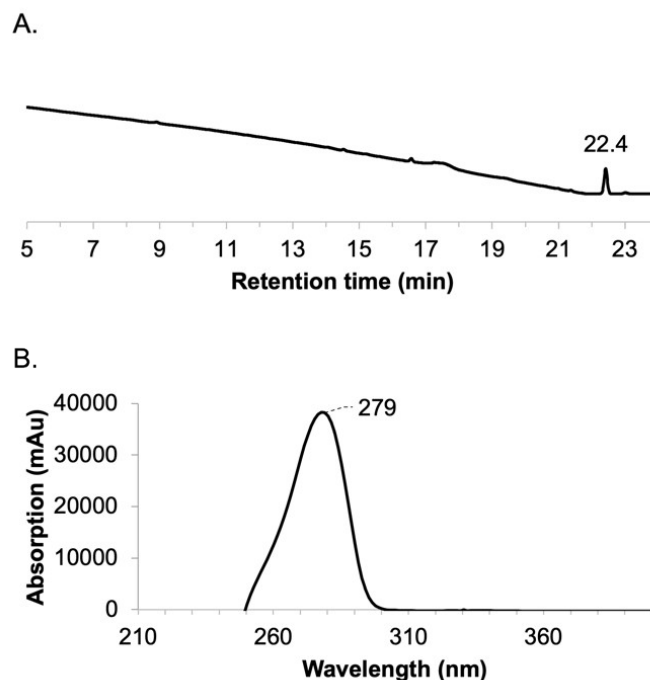 A.
22.4
5 7 9 11 13 15 17 19 21 23
Retention time (min)
B.
40000
279
30000
20000
10000
0
Absorption (mAu)
210 260 310 360
Wavelength (nm)